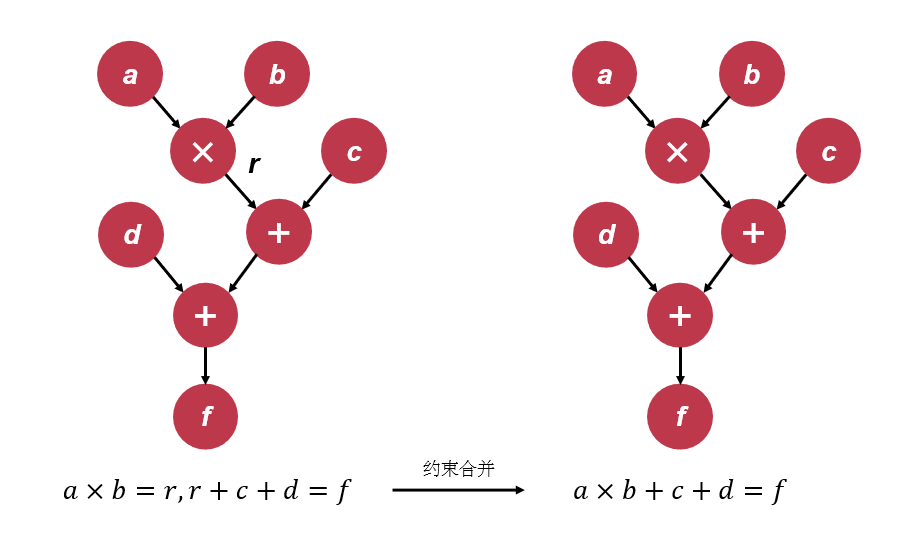 a b a b
× r c × c
d + d +
+ +
f f
约束合并
a × b = r, r + c + d = f
a × b + c + d = f